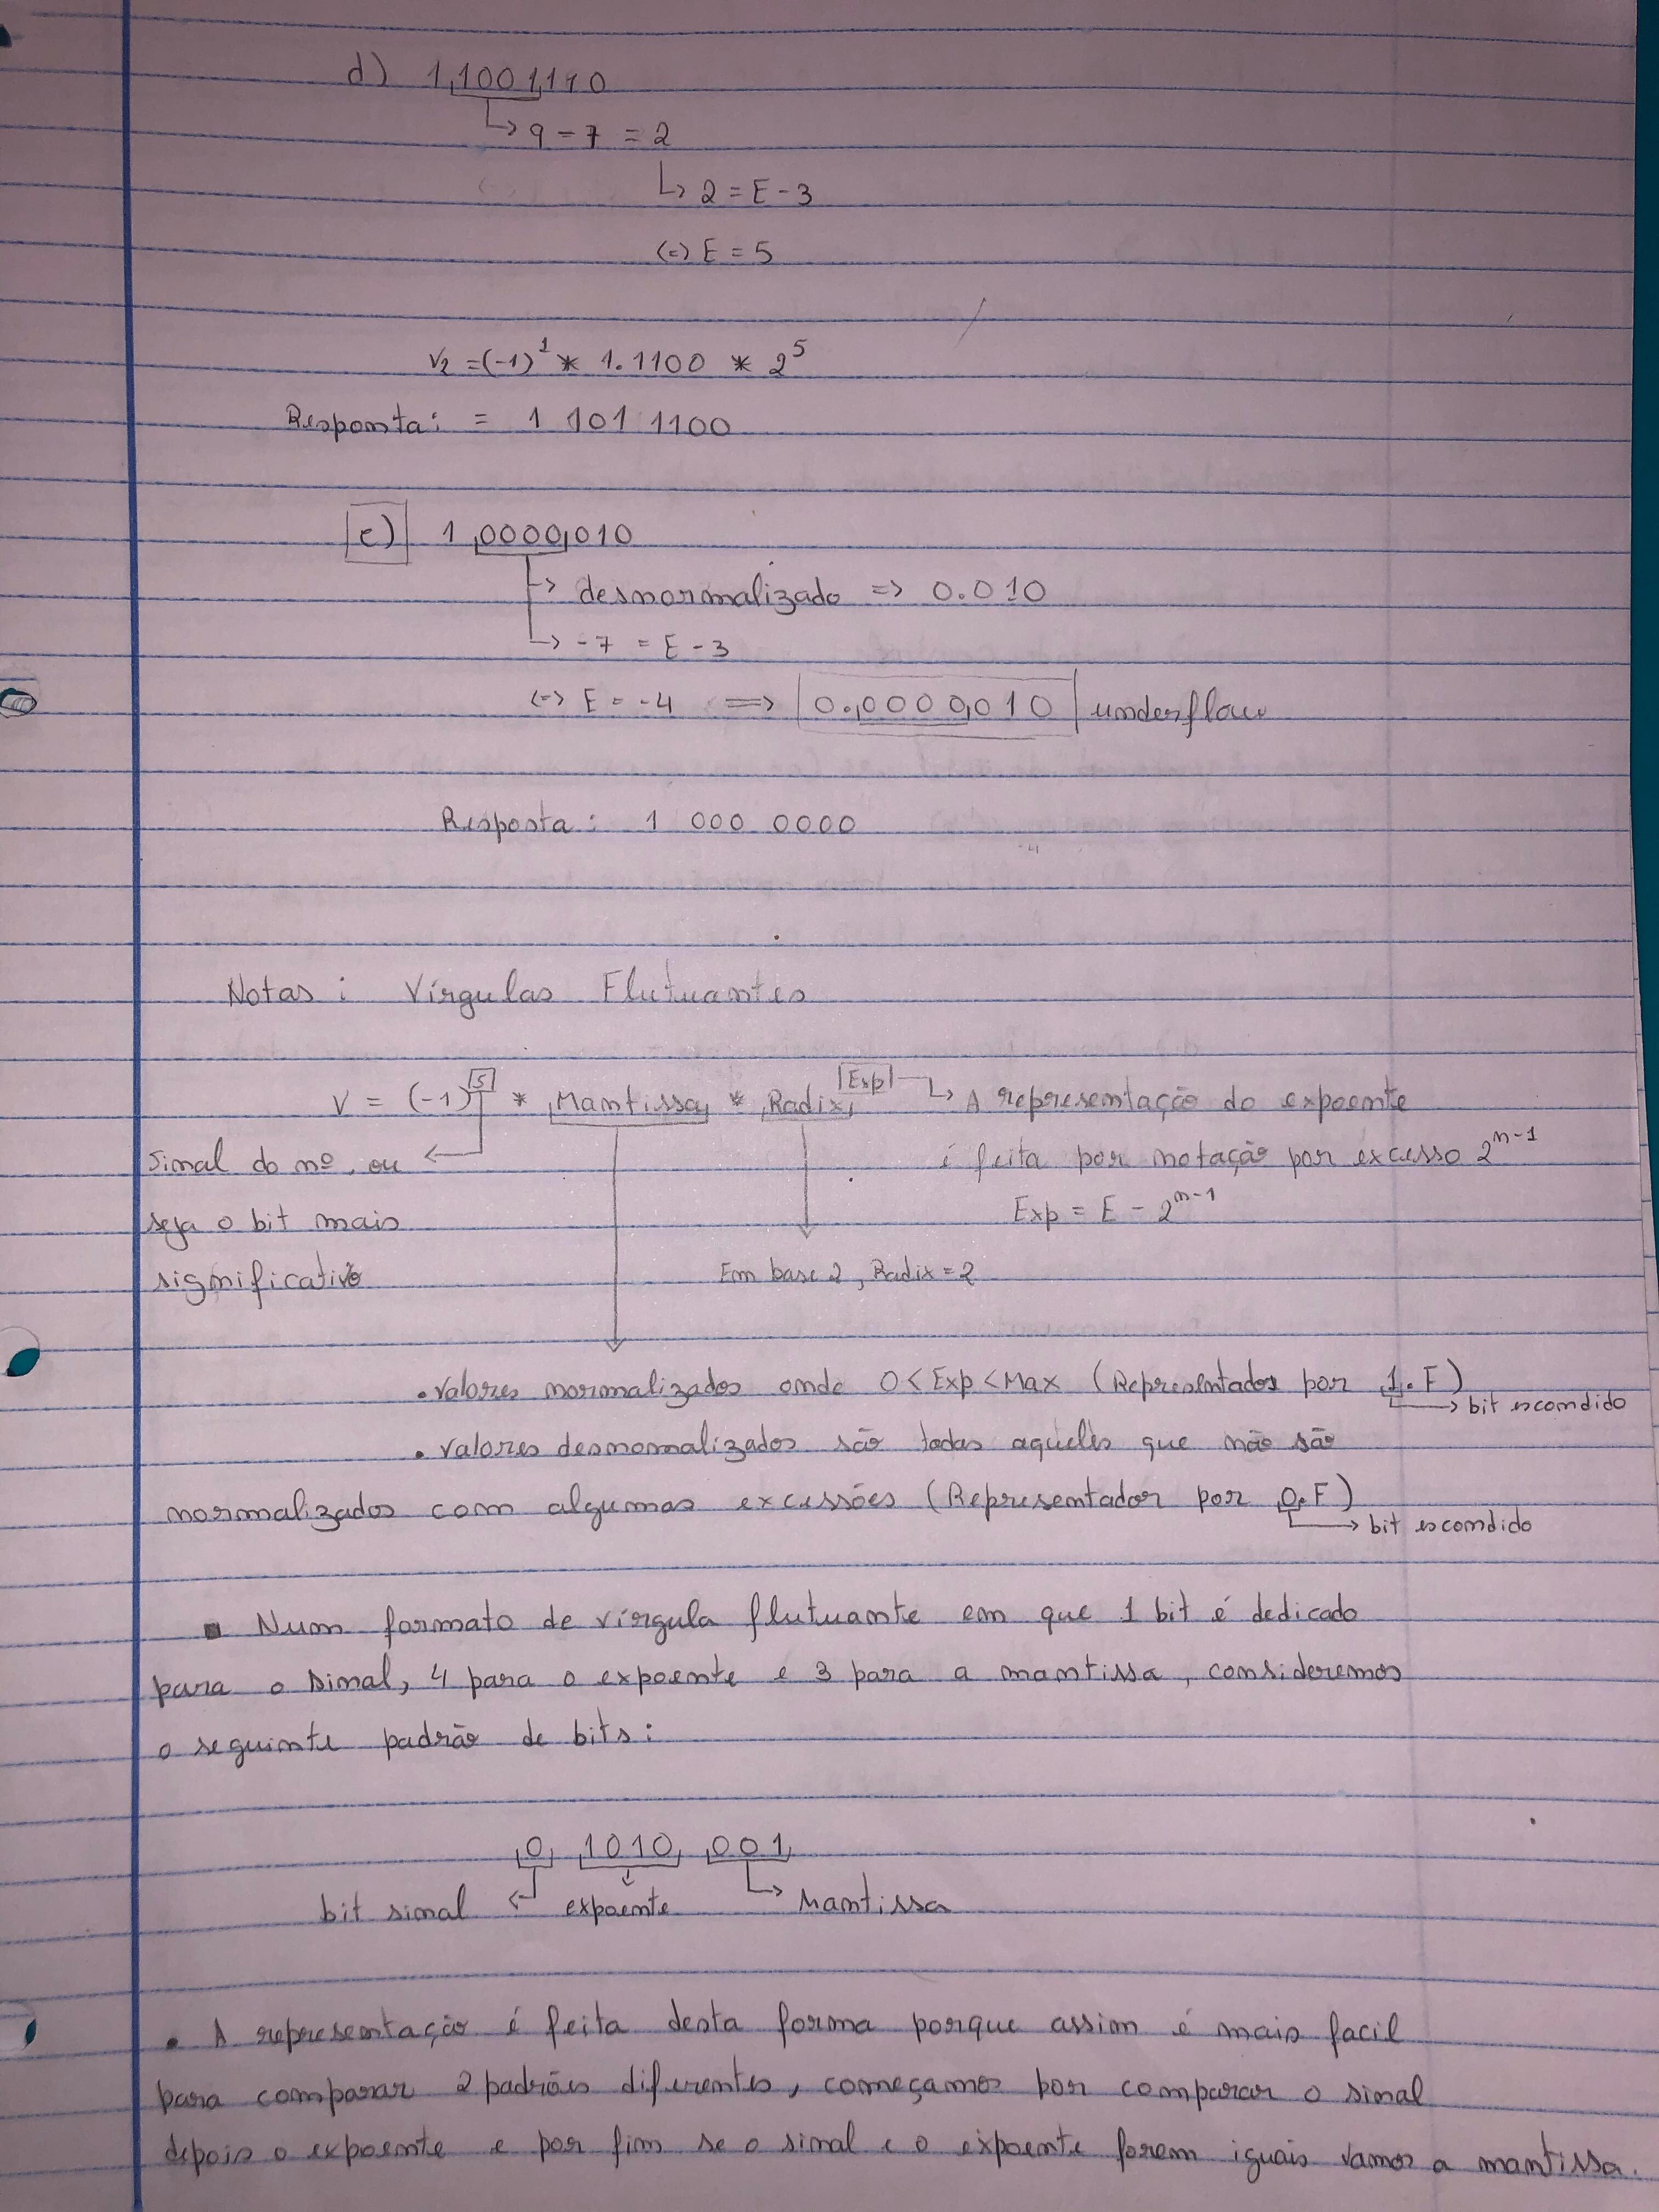 d) 1 1001 110
↳ 9 - 7 = 2
↳ 2 = E - 3
(=) E = 5
V2 = (-1)^1 * 1.1100 * 2^5
Resposta: = 1 101 1100
e) 1 0000 010
↳ desnormalizado => 0.010
↳ -7 = E - 3
<=> E = -4 => 0. 0000 010 underflow
Resposta: 1 000 0000
Notas: Vírgulas Flutuantes
V = (-1)^S * Mantissa * Radix^Exp ↳ A representação do expoente
Sinal do nº, ou é feita por notação por excesso 2^n-1
seja o bit mais Exp = E - 2^n-1
significativo Em base 2, Radix = 2
. Valores normalizados onde 0 < Exp < Max (Representados por 1.F)
bit escondido
. Valores desnormalizados são todas aqueles que não são
normalizados com algumas excessões (Representador por 0.F)
bit escondido
▪ Num formato de vírgula flutuante em que 1 bit é dedicado
para o sinal, 4 para o expoente e 3 para a mantissa, consideremos
o seguinte padrão de bits:
0 1010 001
bit sinal expoente Mantissa
. A representação é feita desta forma porque assim é mais facil
para comparar 2 padrões diferentes, começamos por comparar o sinal
depois o expoente e por fim se o sinal e o expoente forem iguais vamos a mantissa.